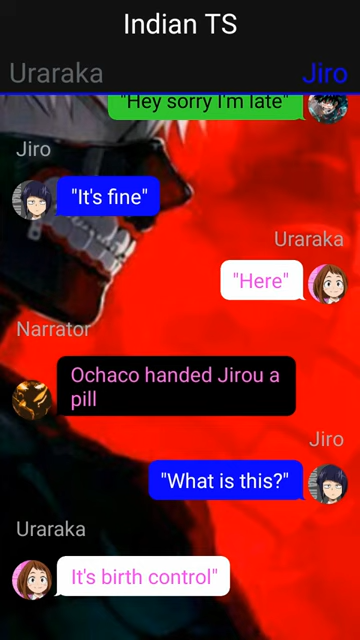 Indian TS
Uraraka
Jiro
"Hey sorry I'm late"
Jiro
"It's fine"
Uraraka
"Here"
Narrator
Ochaco handed Jirou a
pill
Jiro
"What is this?"
Uraraka
It's birth control"